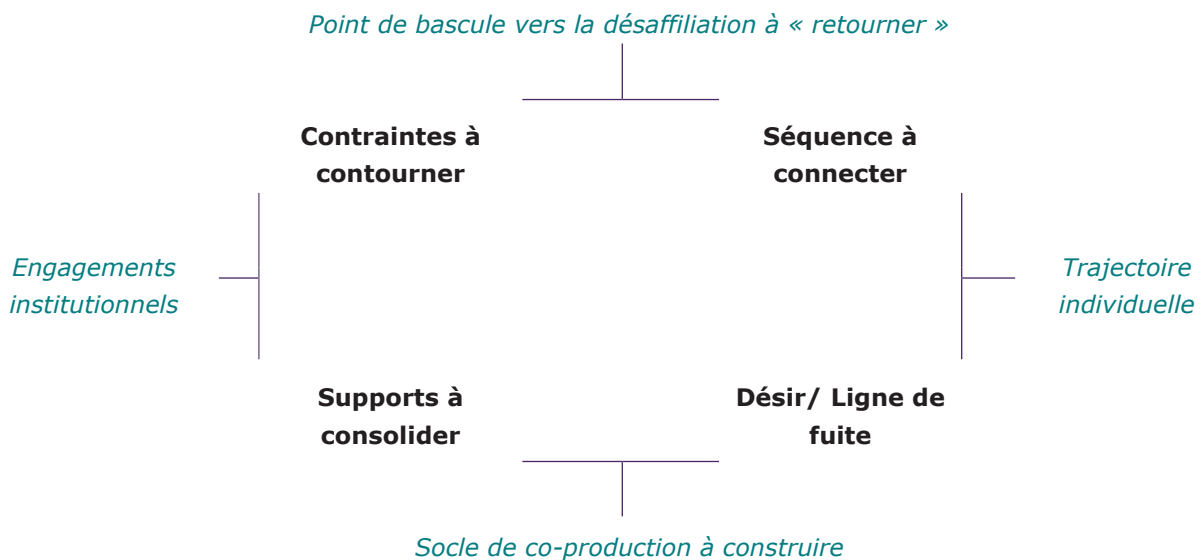 Point de bascule vers la désaffiliation à « retourner »
Contraintes à
contourner
Séquence à
connecter
Engagements
institutionnels
Trajectoire
individuelle
Supports à
consolider
Désir/ Ligne de
fuite
Socle de co-production à construire